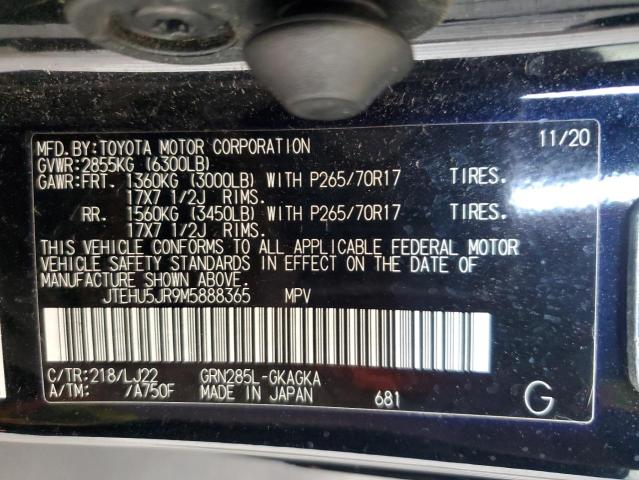 MFD.BY:TOYOTA MOTOR CORPORATION 11/20
GVWR:2855KG (6300LB)
GAWR:FRT. 1360KG (3000LB) WITH P265/70R17 TIRES.
17X7 1/2J RIMS.
RR. 1560KG (3450LB) WITH P265/70R17 TIRES.
17X7 1/2J RIMS.
THIS VEHICLE CONFORMS TO ALL APPLICABLE FEDERAL MOTOR
VEHICLE SAFETY STANDARDS IN EFFECT ON THE DATE OF
MANUFACTURE SHOWN ABOVE.
JTEHU5JR9M5888365 MPV
C/TR:218/LJ22 GRN285L-GKAGKA
A/TM: /A750F MADE IN JAPAN 681 G